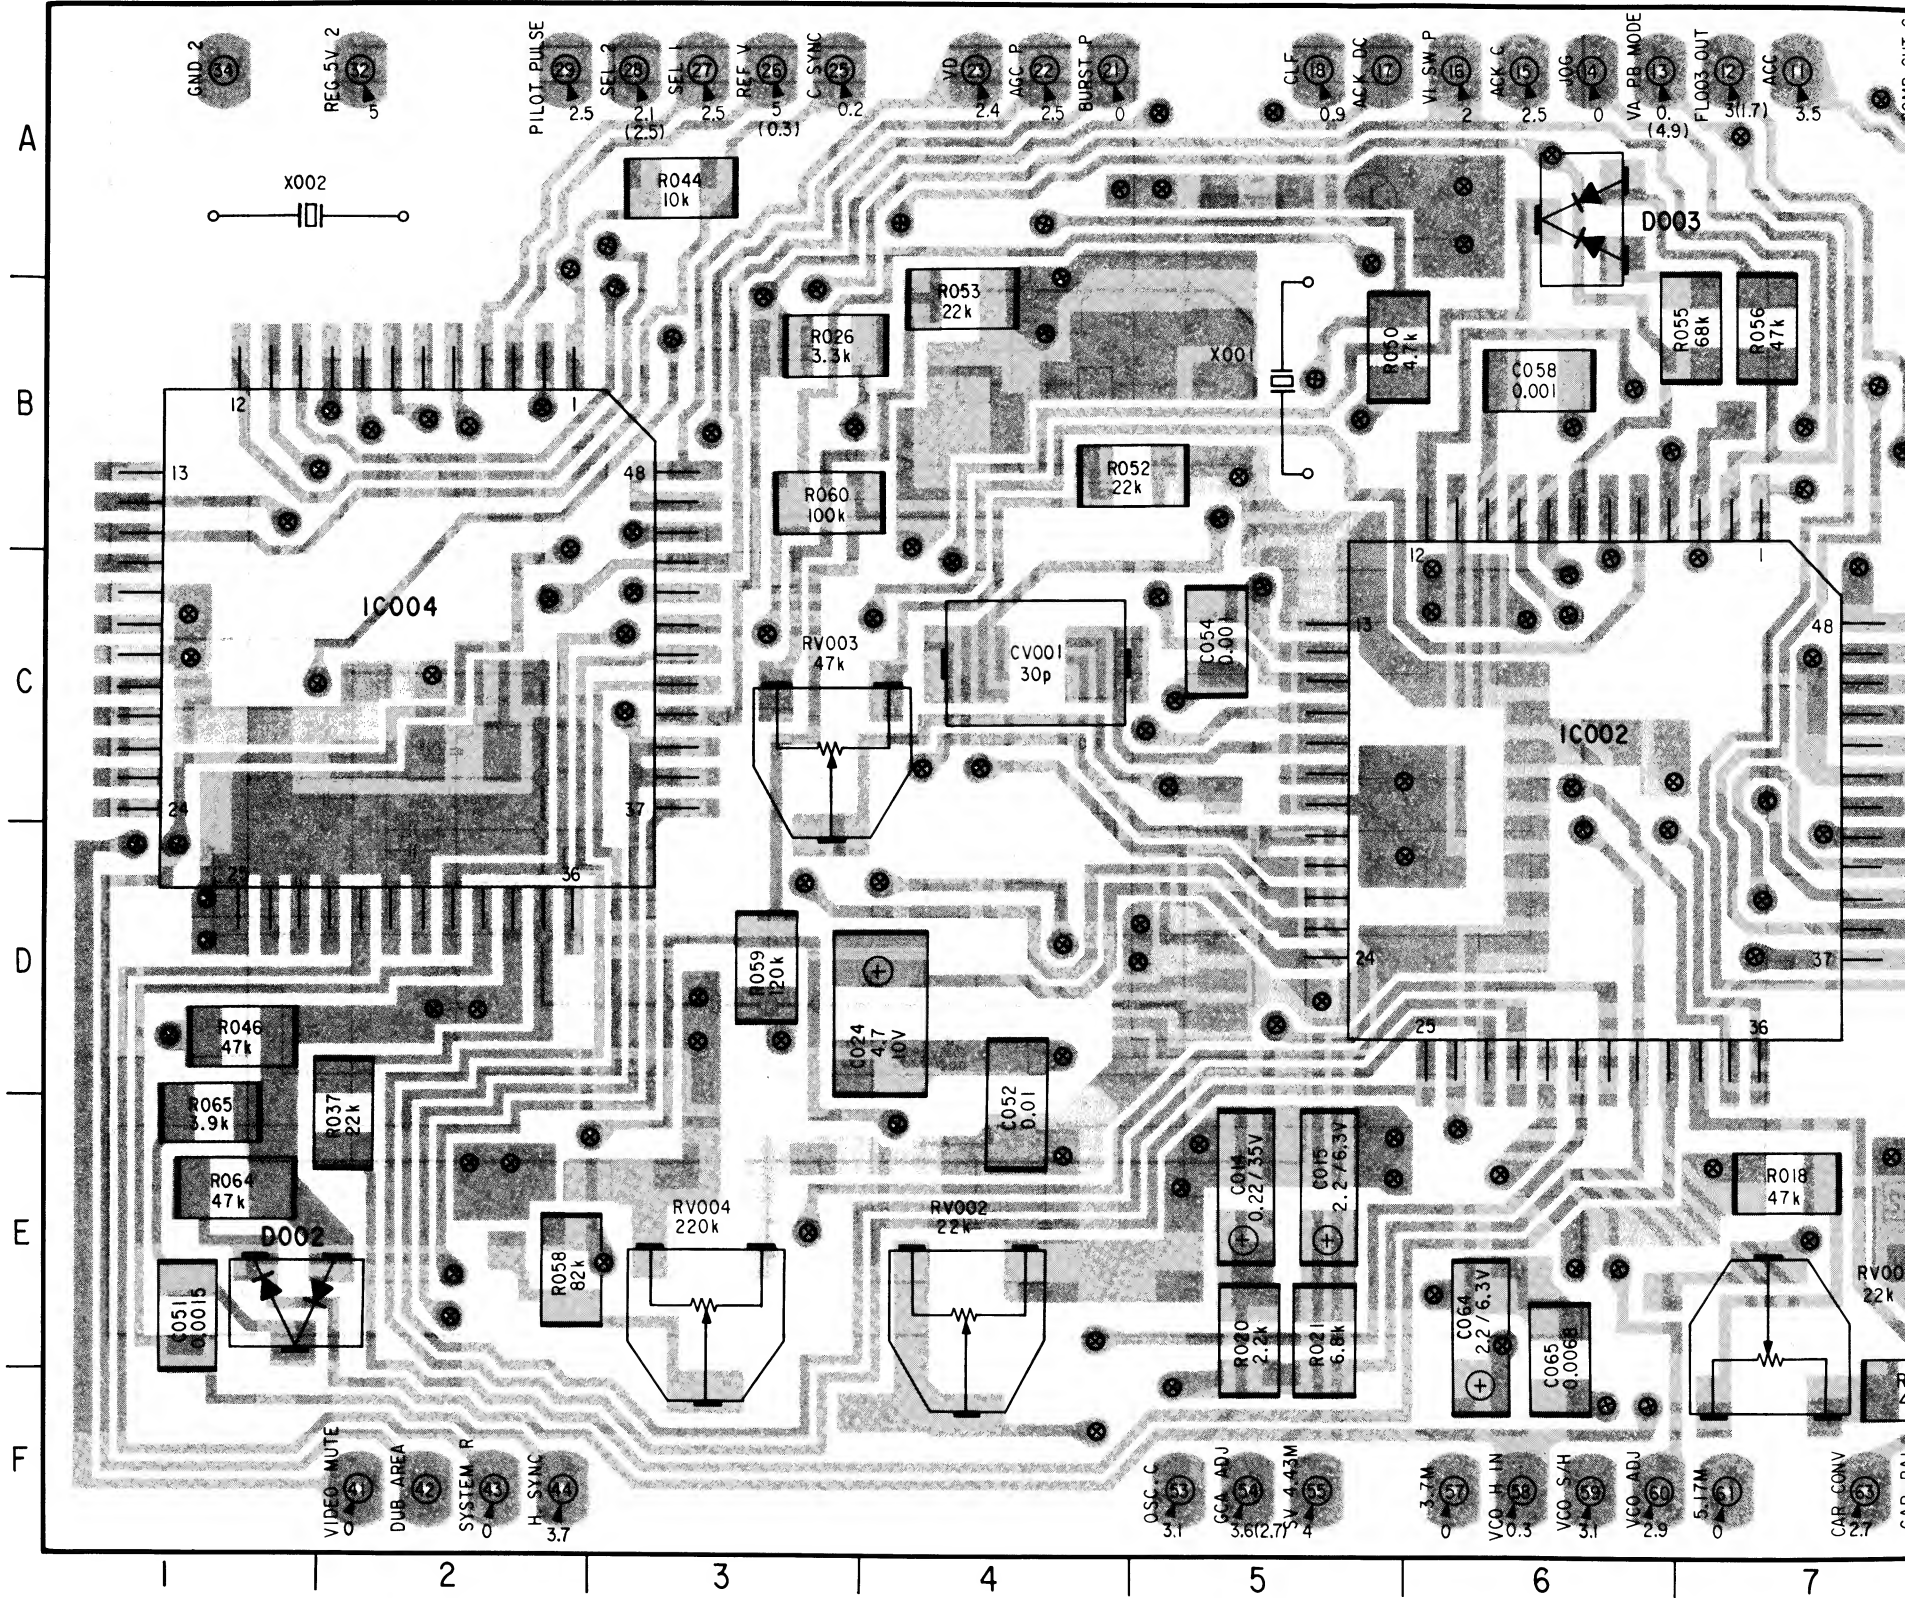 GND 2
34
REG 5V 2
32
5
PILOT PULSE
29
2.5
SEL 2
28
2.1
(2.5)
SEL 1
27
2.5
REF V
26
5
(0.3)
C SYNC
25
0.2
VD
23
2.4
AGC P
22
2.5
BURST P
21
0
CLF
18
0.9
ACK DC
17
VI SW P
16
2
ACK C
15
2.5
JOG
14
0
VA RB MODE
13
0.
(4.9)
FL003 OUT
12
3(1.7)
ACC
11
3.5
A
X002
R044
10k
D003
R053
22k
R026
3.3k
X001
R050
4.7k
C058
0.001
R055
68k
R056
47k
B
12
1
13
48
R060
100k
R052
22k
12
1
IC004
13
48
RV003
47k
CV001
30p
C054
0.001
C
IC002
24
37
25
36
R059
120k
C024
4.7
10V
D
24
37
R046
47k
25
36
R065
3.9k
R037
22k
C052
0.01
C014
0.22/35V
C015
2.2/6.3V
R064
47k
R018
47k
E
D002
RV004
220k
RV002
22k
R058
82k
C051
0.0015
R020
2.2k
R021
6.8k
C064
2.2/6.3V
C065
0.0068
RV00
22k
F
VIDEO MUTE
41
0
DUB AREA
42
SYSTEM R
43
0
H SYNC
44
3.7
OSC C
53
3.1
GCA ADJ
54
3.6(2.7)
SV 4.43M
55
4
3.7M
57
0
VCO H IN
58
0.3
VCO S/H
59
3.1
VCO ADJ
60
2.9
5.17M
61
0
CAR CONV
63
2.7
1
2
3
4
5
6
7